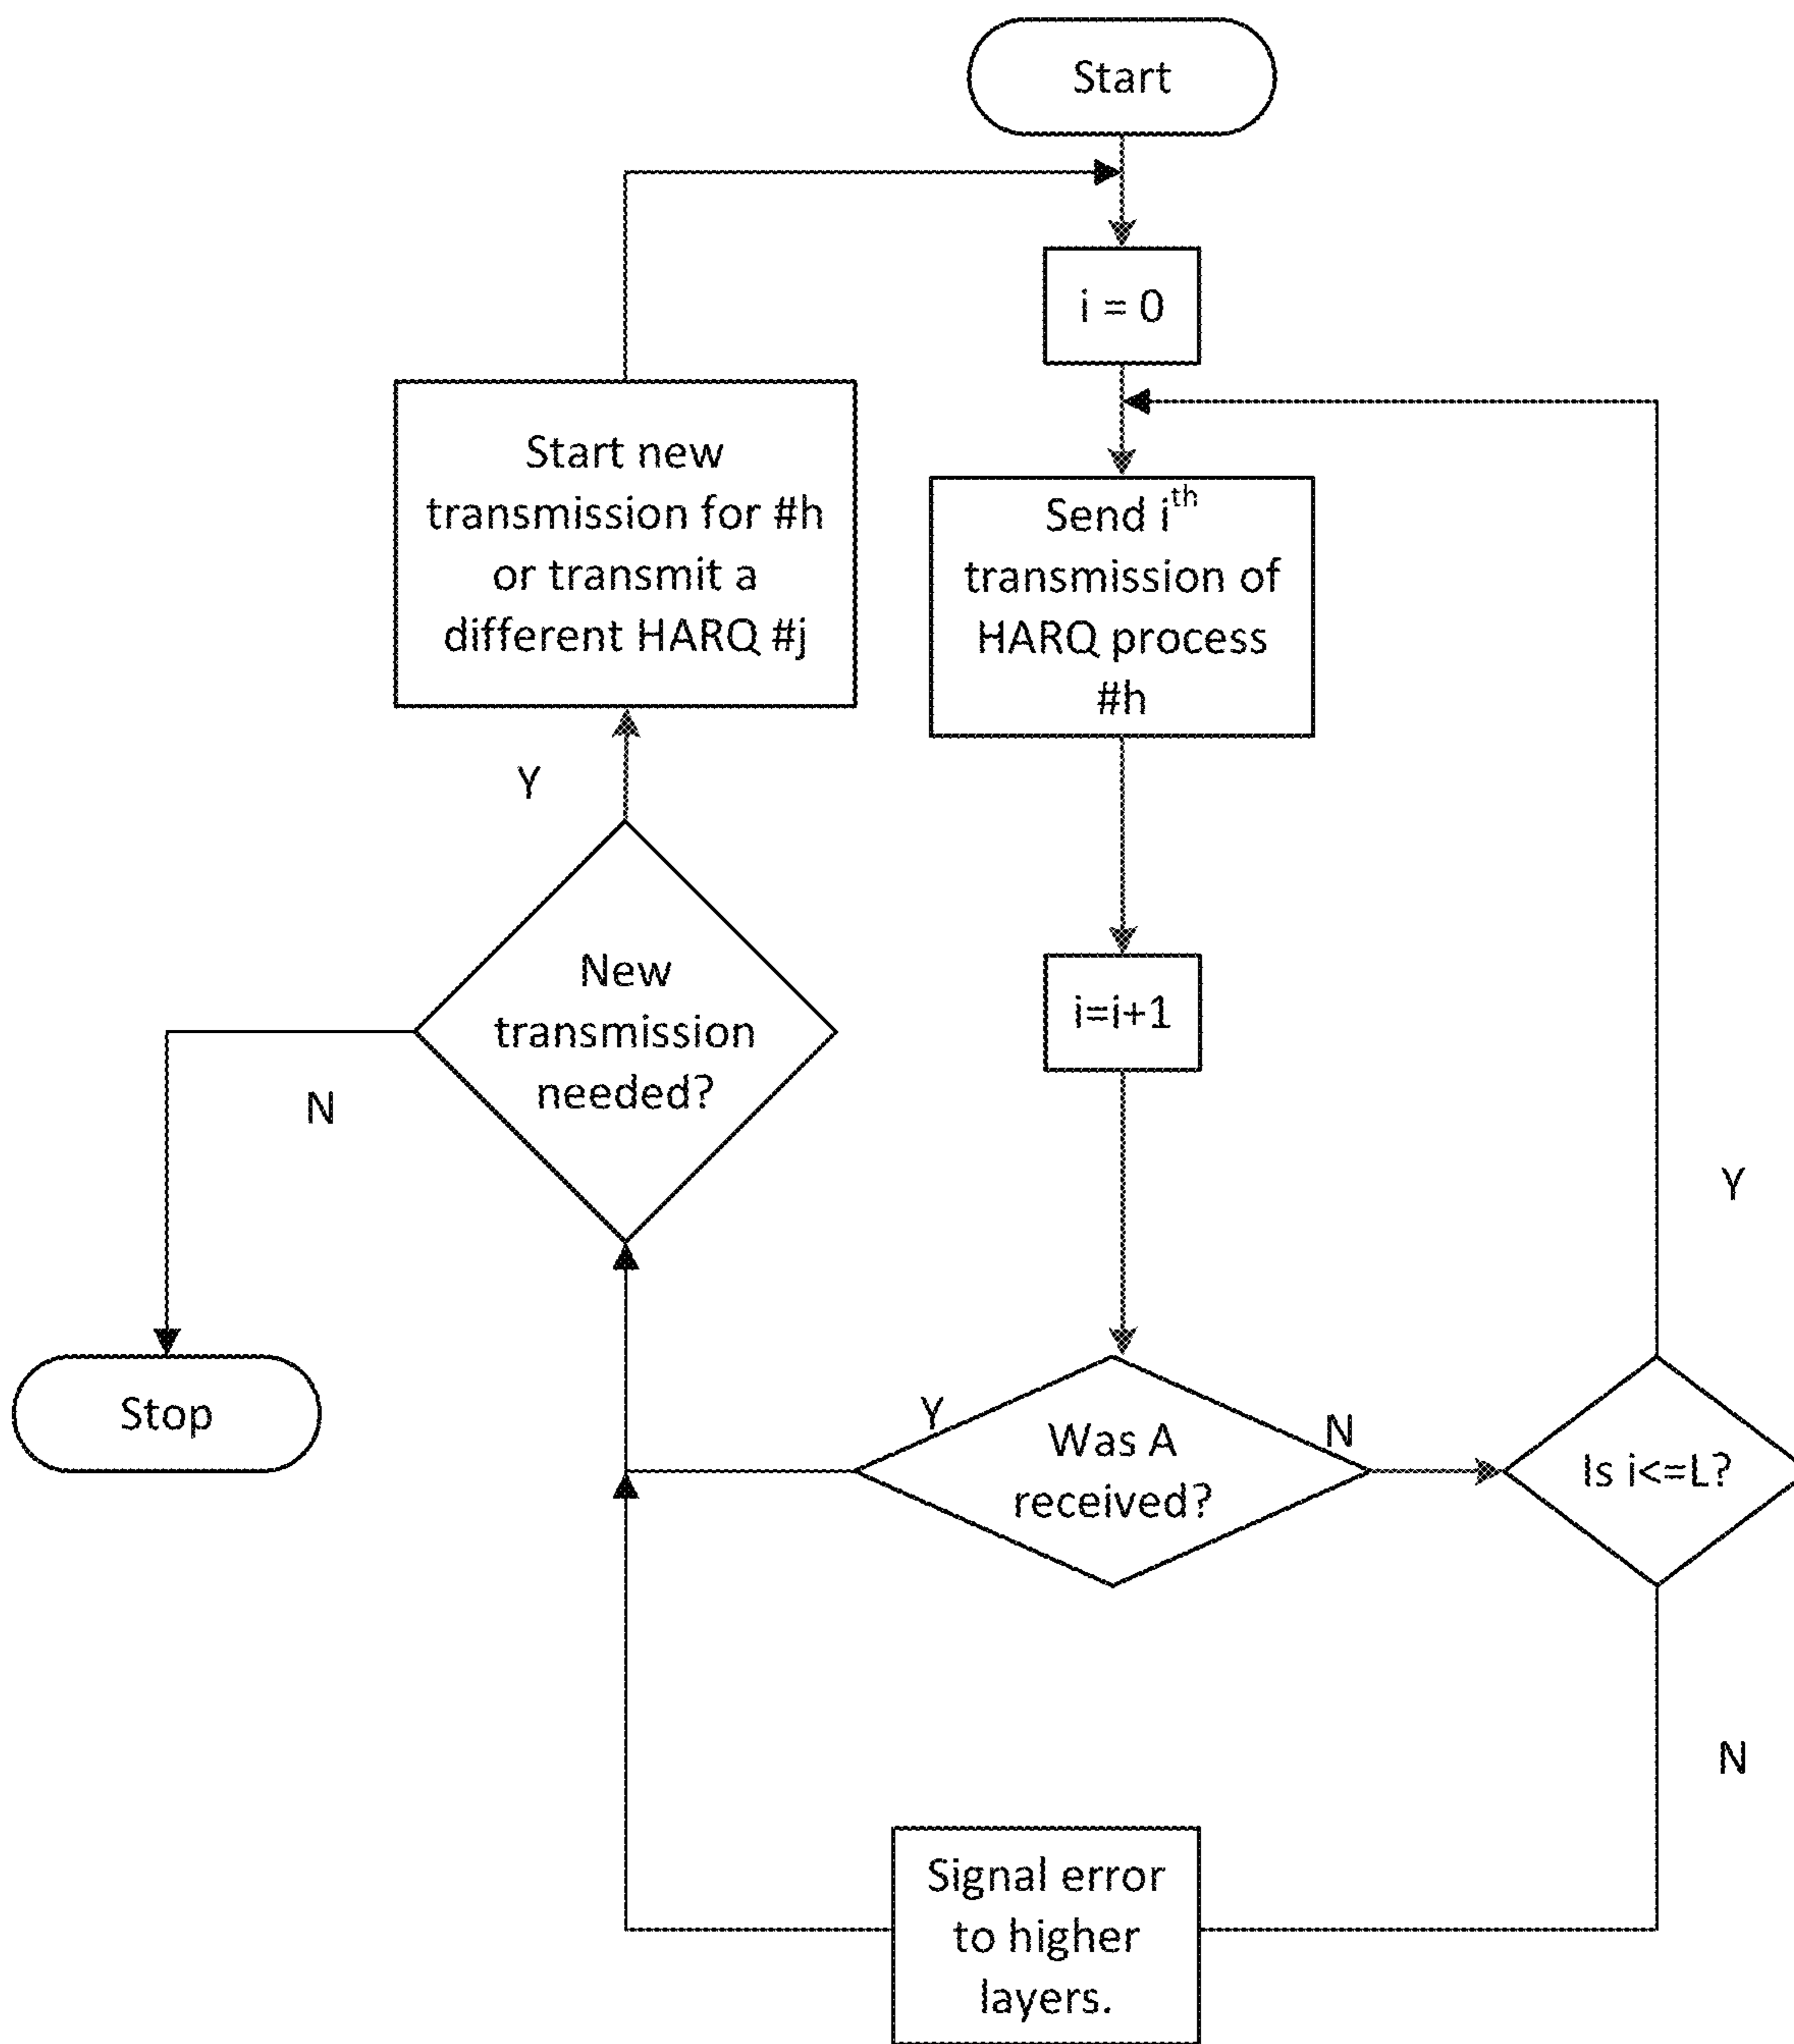 Start
i = 0
Start new
transmission for #h
or transmit a
different HARQ #j
Send iᵗʰ
transmission of
HARQ process
#h
Y
New
transmission
needed?
i=i+1
N
Y
Stop
Y
Was A
received?
N
Is i<=L?
N
Signal error
to higher
layers.